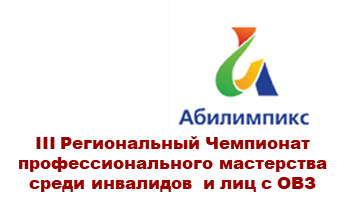 Абилимпикс
III Региональный Чемпионат
профессионального мастерства
среди инвалидов и лиц с ОВЗ